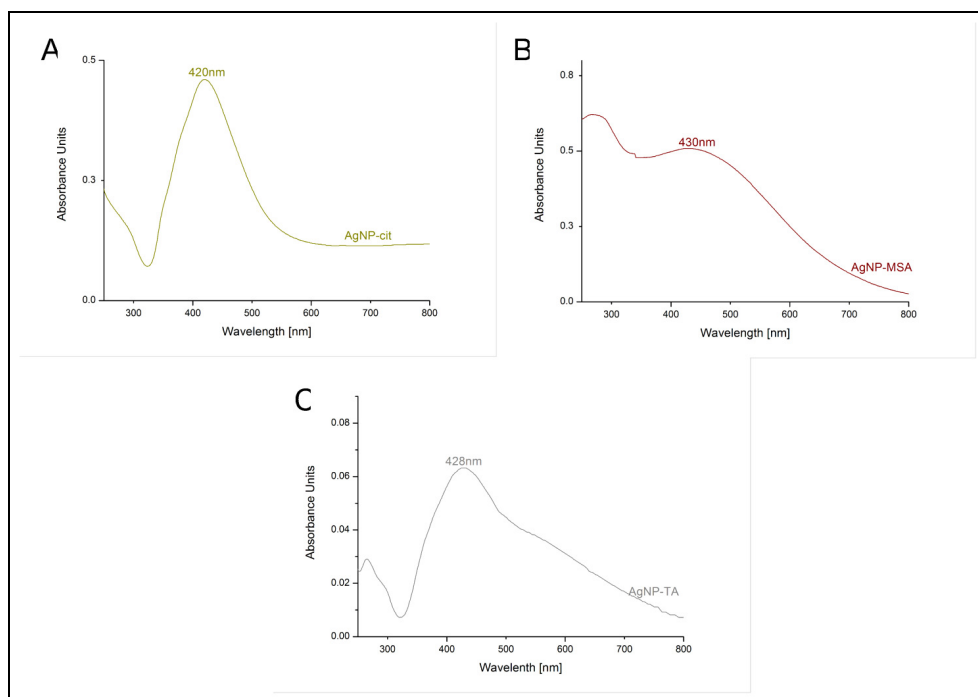 A
0.5
420nm
Absorbance Units
0.3
AgNP-cit
0.0
300 400 500 600 700 800
Wavelength [nm]
B
0.8
430nm
Absorbance Units
0.5
0.3
AgNP-MSA
0.0
300 400 500 600 700 800
Wavelength [nm]
C
0.08
428nm
Absorbance Units
0.06
0.04
0.02
AgNP-TA
0.00
300 400 500 600 700 800
Wavelenth [nm]